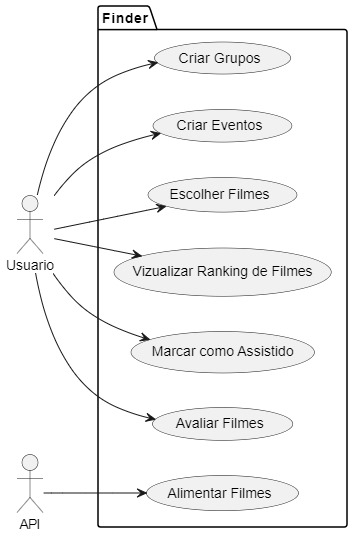 Finder
Criar Grupos
Criar Eventos
Escolher Filmes
Usuario
Vizualizar Ranking de Filmes
Marcar como Assistido
Avaliar Filmes
Alimentar Filmes
API